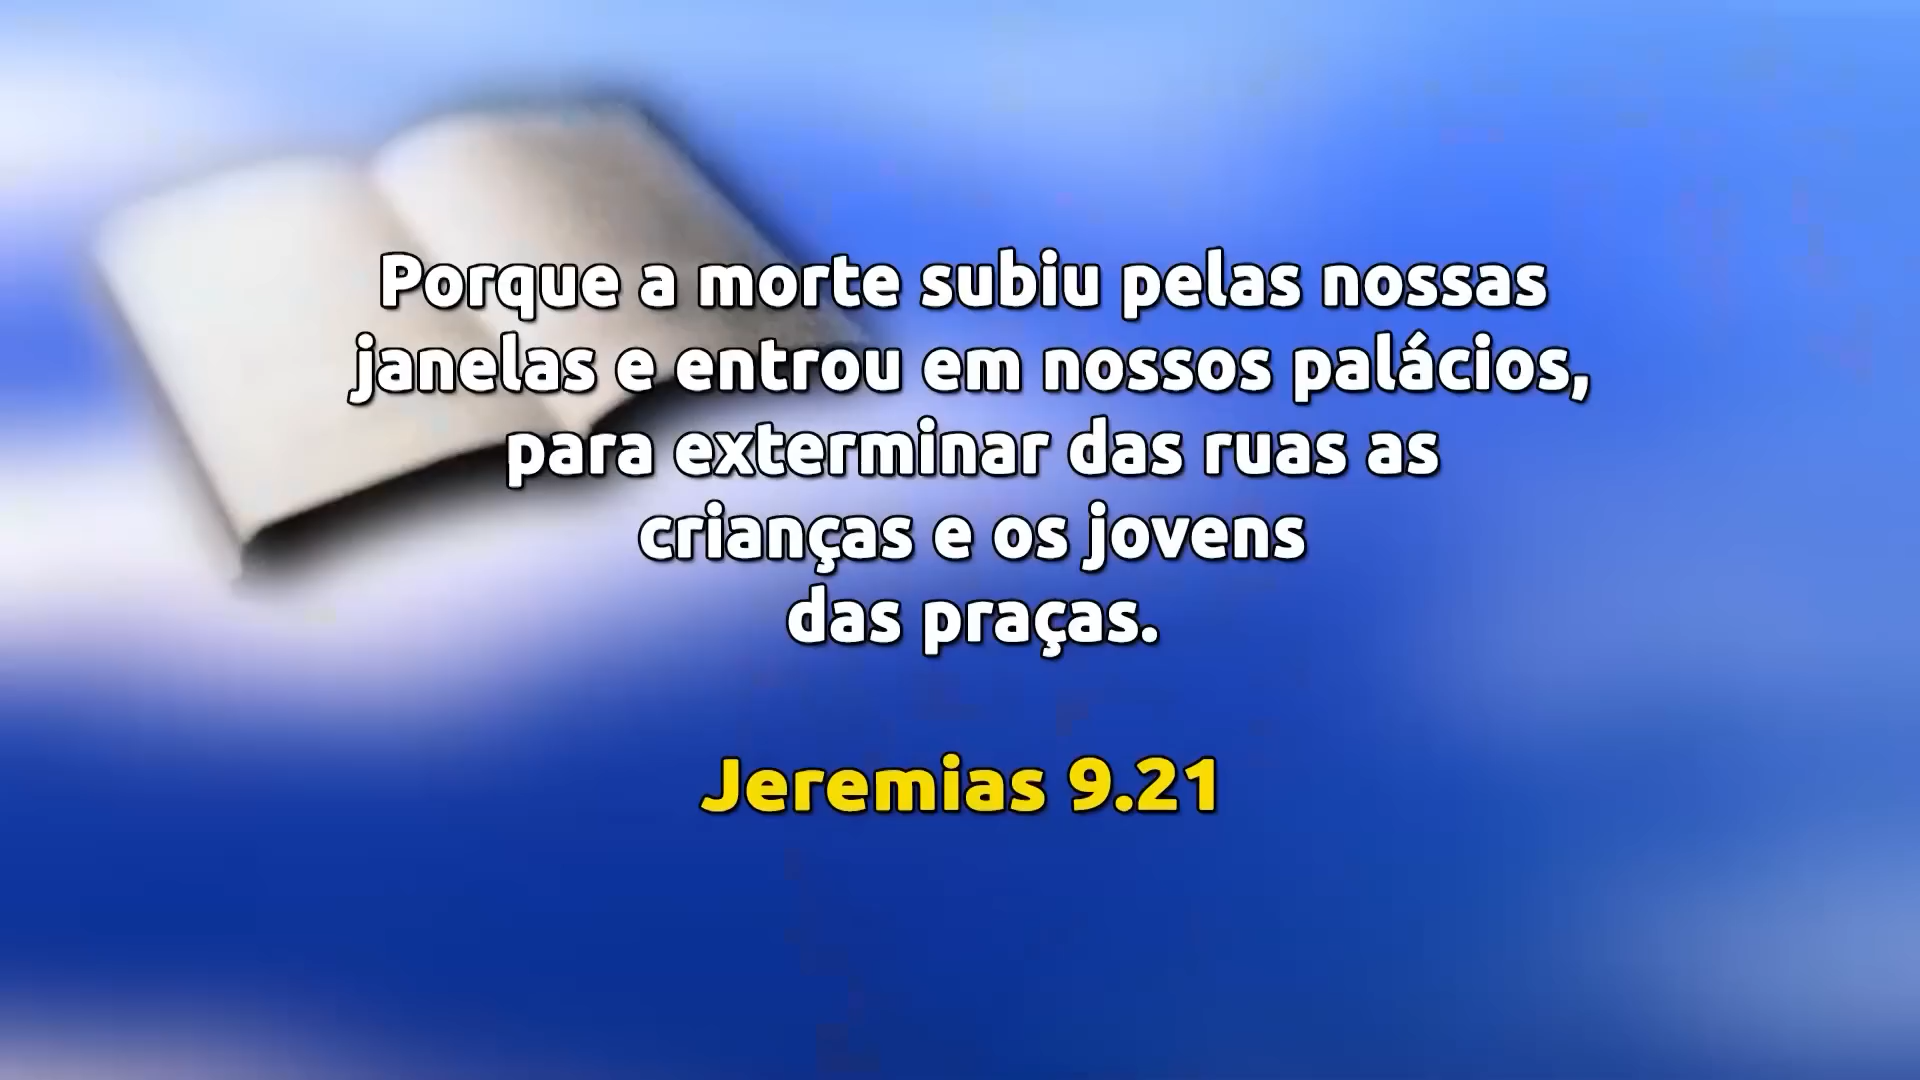 Porque a morte subiu pelas nossas
janelas e entrou em nossos palácios,
para exterminar das ruas as
crianças e os jovens
das praças.
Jeremias 9.21